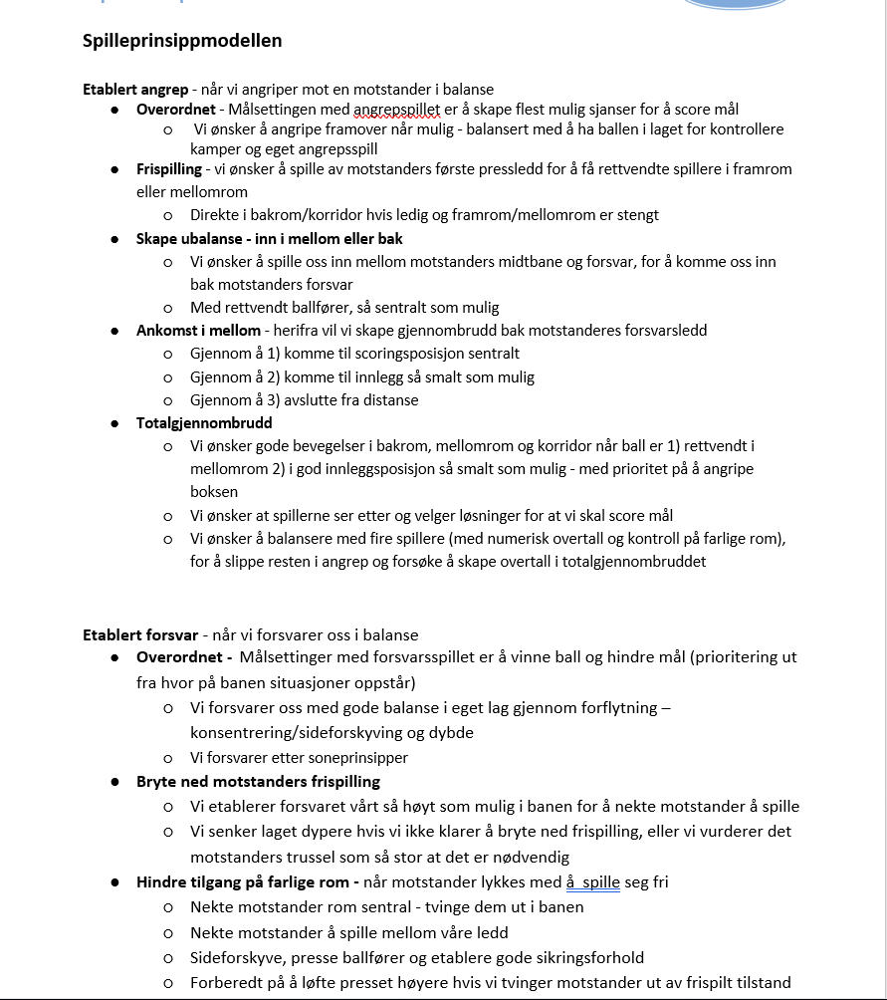 Spilleprinsippmodellen
Etablert angrep - når vi angriper mot en motstander i balanse
● Overordnet - Målsettingen med angrepspillet er å skape flest mulig sjanser for å score mål
o Vi ønsker å angripe framover når mulig - balansert med å ha ballen i laget for kontrollere
kamper og eget angrepsspill
● Frispilling - vi ønsker å spille av motstanders første pressledd for å få rettvendte spillere i framrom
eller mellomrom
o Direkte i bakrom/korridor hvis ledig og framrom/mellomrom er stengt
● Skape ubalanse - inn i mellom eller bak
o Vi ønsker å spille oss inn mellom motstanders midtbane og forsvar, for å komme oss inn
bak motstanders forsvar
o Med rettvendt ballfører, så sentralt som mulig
● Ankomst i mellom - herifra vil vi skape gjennombrudd bak motstanderes forsvarsledd
o Gjennom å 1) komme til scoringsposisjon sentralt
o Gjennom å 2) komme til innlegg så smalt som mulig
o Gjennom å 3) avslutte fra distanse
● Totalgjennombrudd
o Vi ønsker gode bevegelser i bakrom, mellomrom og korridor når ball er 1) rettvendt i
mellomrom 2) i god innleggsposisjon så smalt som mulig - med prioritet på å angripe
boksen
o Vi ønsker at spillerne ser etter og velger løsninger for at vi skal score mål
o Vi ønsker å balansere med fire spillere (med numerisk overtall og kontroll på farlige rom),
for å slippe resten i angrep og forsøke å skape overtall i totalgjennombruddet
Etablert forsvar - når vi forsvarer oss i balanse
● Overordnet - Målsettinger med forsvarsspillet er å vinne ball og hindre mål (prioritering ut
fra hvor på banen situasjoner oppstår)
o Vi forsvarer oss med gode balanse i eget lag gjennom forflytning –
konsentrering/sideforskyving og dybde
o Vi forsvarer etter soneprinsipper
● Bryte ned motstanders frispilling
o Vi etablerer forsvaret vårt så høyt som mulig i banen for å nekte motstander å spille
o Vi senker laget dypere hvis vi ikke klarer å bryte ned frispilling, eller vi vurderer det
motstanders trussel som så stor at det er nødvendig
● Hindre tilgang på farlige rom - når motstander lykkes med å  spille seg fri
o Nekte motstander rom sentral - tvinge dem ut i banen
o Nekte motstander å spille mellom våre ledd
o Sideforskyve, presse ballfører og etablere gode sikringsforhold
o Forberedt på å løfte presset høyere hvis vi tvinger motstander ut av frispilt tilstand